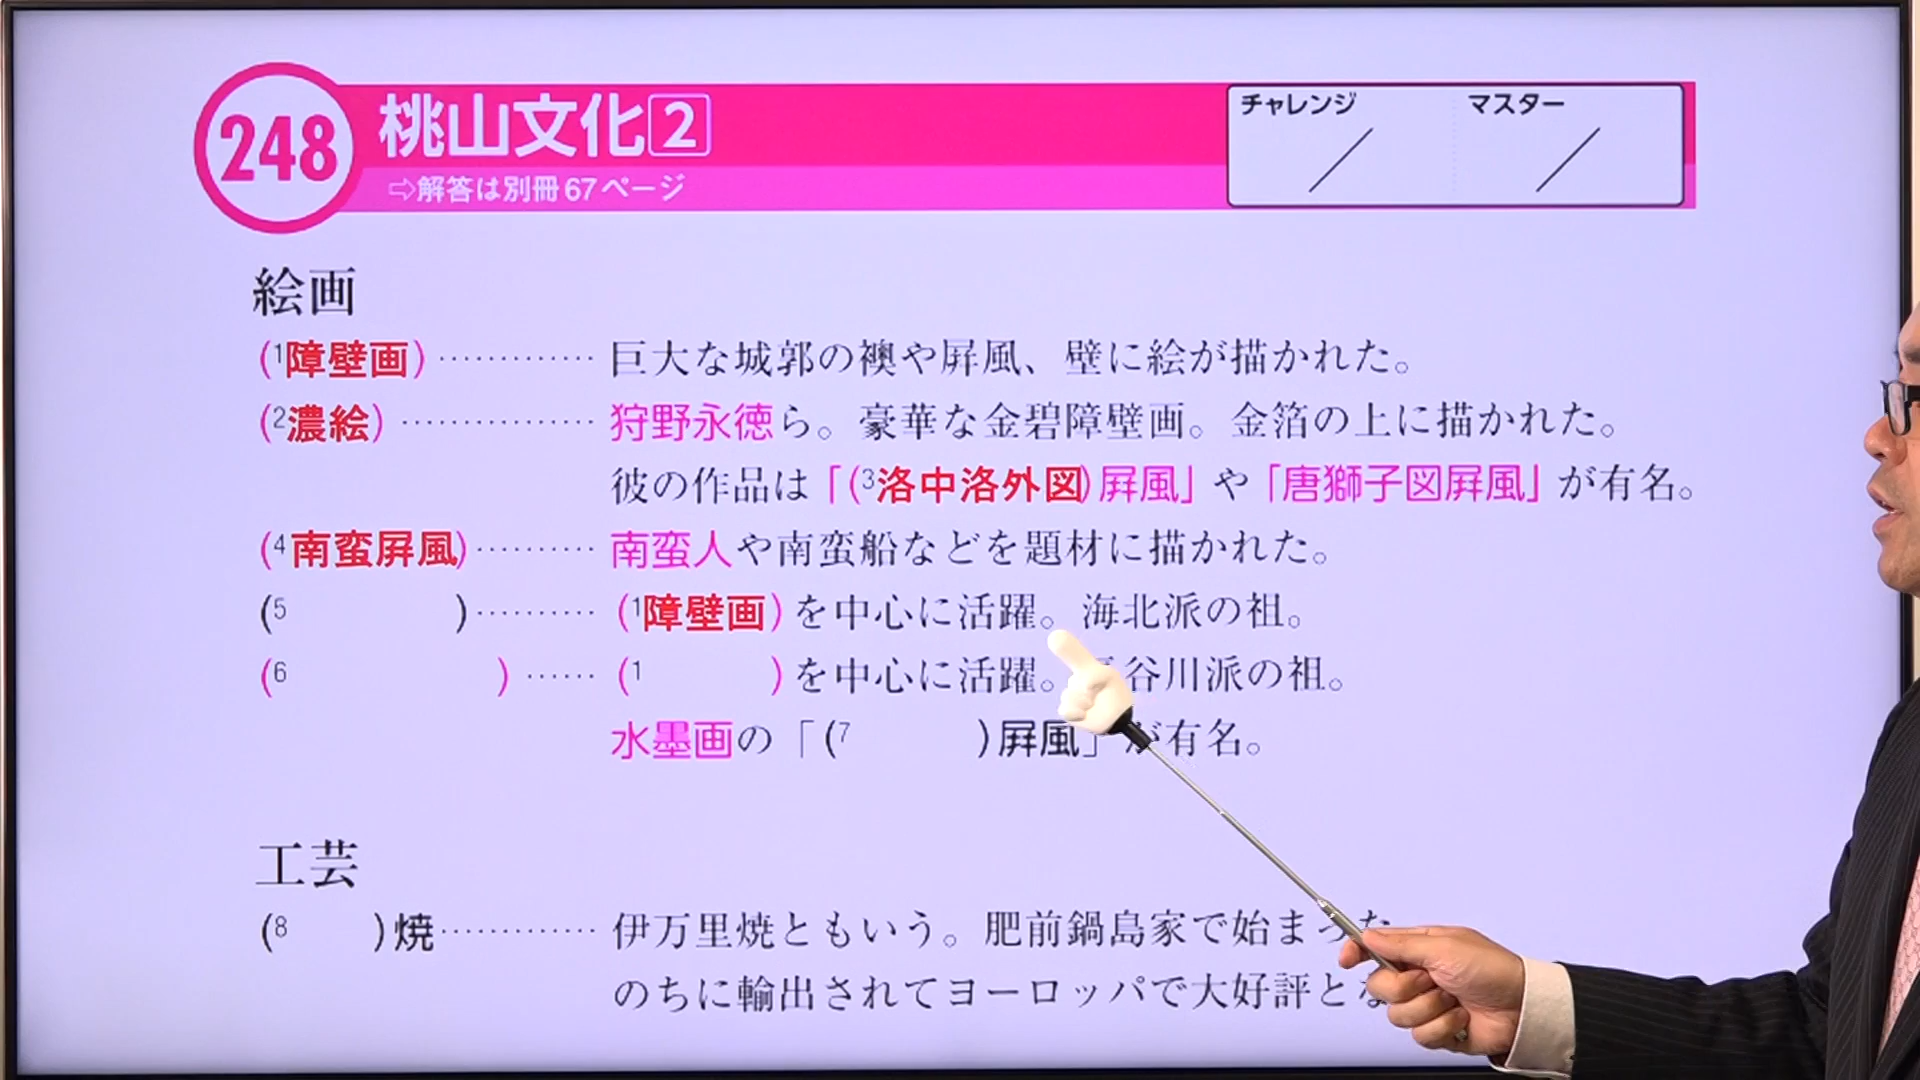 248 桃山文化2
⇨解答は別冊67ページ
チャレンジ マスター
絵画
(1障壁画)…………巨大な城郭の襖や屛風、壁に絵が描かれた。
(2濃絵)……………狩野永徳ら。豪華な金碧障壁画。金箔の上に描かれた。
彼の作品は「(3洛中洛外図)屛風」や「唐獅子図屛風」が有名。
(4南蛮屛風)………南蛮人や南蛮船などを題材に描かれた。
(5 )………(1障壁画)を中心に活躍。海北派の祖。
(6 )……(1 )を中心に活躍。谷川派の祖。
水墨画の「(7 )屛風」が有名。
工芸
(8 )焼…………伊万里焼ともいう。肥前鍋島家で始まった
のちに輸出されてヨーロッパで大好評とな